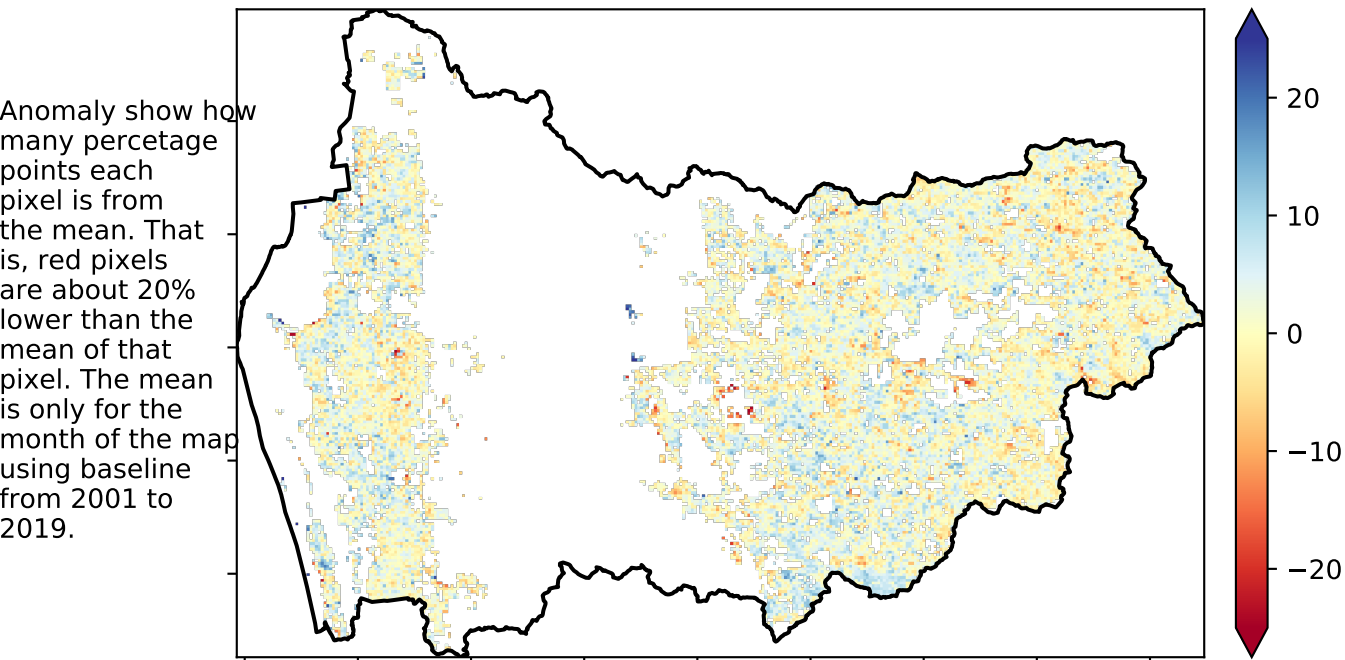 Anomaly show how
many percetage
points each
pixel is from
the mean. That
is, red pixels
are about 20%
lower than the
mean of that
pixel. The mean
is only for the
month of the map
using baseline
from 2001 to
2019.
20
10
0
−10
−20